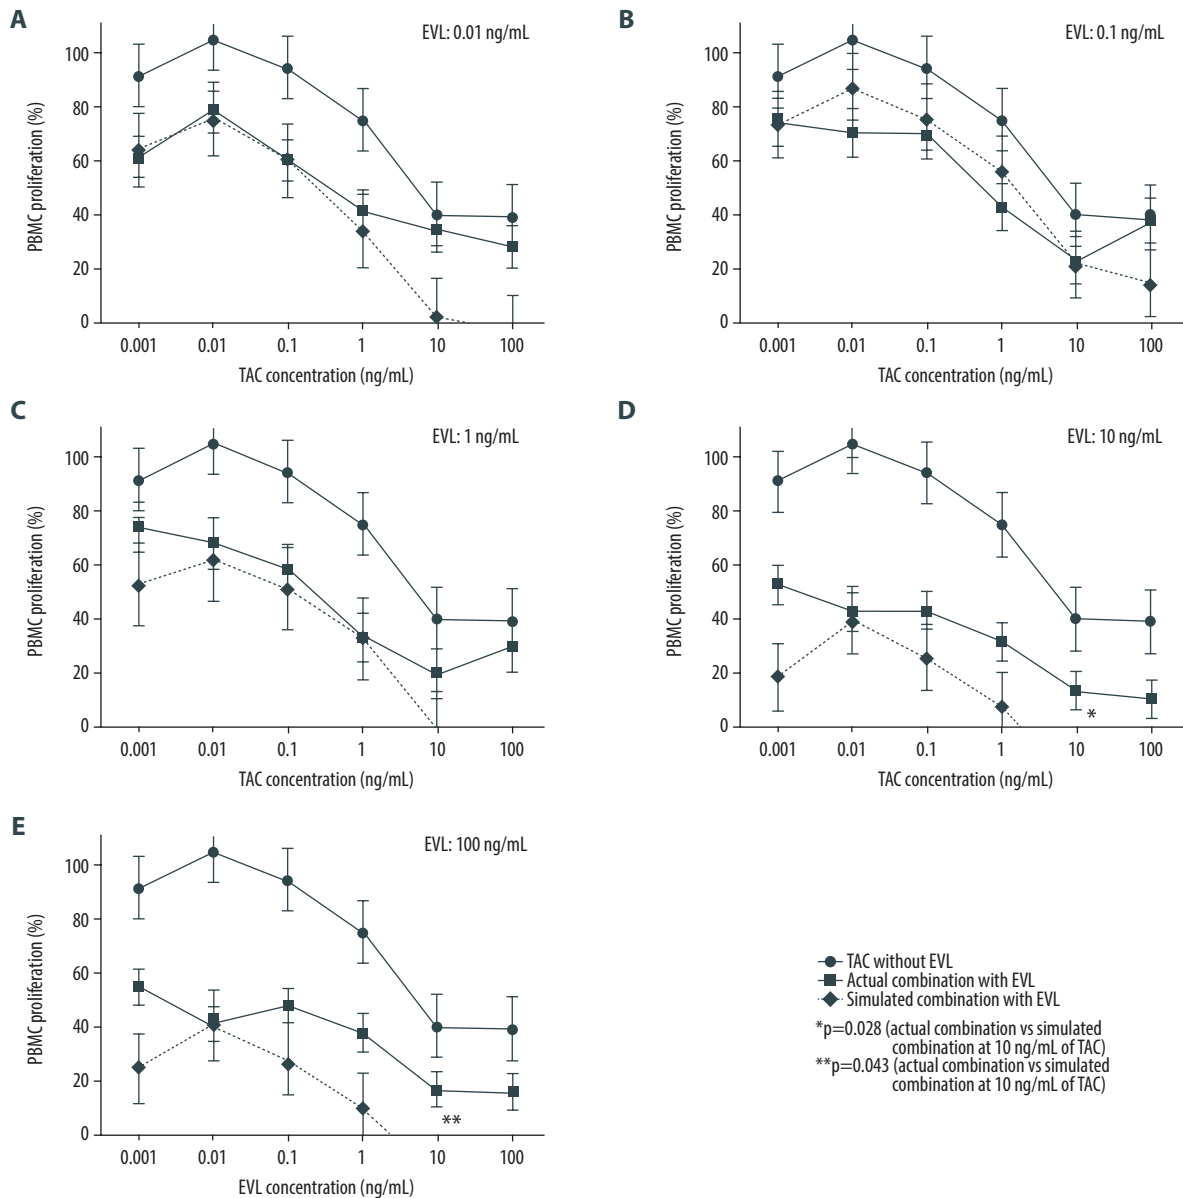 A
EVL: 0.01 ng/mL
PBMC proliferation (%)
100
80
60
40
20
0
0.001 0.01 0.1 1 10 100
TAC concentration (ng/mL)
B
EVL: 0.1 ng/mL
PBMC proliferation (%)
100
80
60
40
20
0
0.001 0.01 0.1 1 10 100
TAC concentration (ng/mL)
C
EVL: 1 ng/mL
PBMC proliferation (%)
100
80
60
40
20
0
0.001 0.01 0.1 1 10 100
TAC concentration (ng/mL)
D
EVL: 10 ng/mL
PBMC proliferation (%)
100
80
60
40
20
0
*
0.001 0.01 0.1 1 10 100
TAC concentration (ng/mL)
E
EVL: 100 ng/mL
PBMC proliferation (%)
100
80
60
40
20
0
**
0.001 0.01 0.1 1 10 100
EVL concentration (ng/mL)
TAC without EVL
Actual combination with EVL
Simulated combination with EVL
*p=0.028 (actual combination vs simulated
combination at 10 ng/mL of TAC)
**p=0.043 (actual combination vs simulated
combination at 10 ng/mL of TAC)